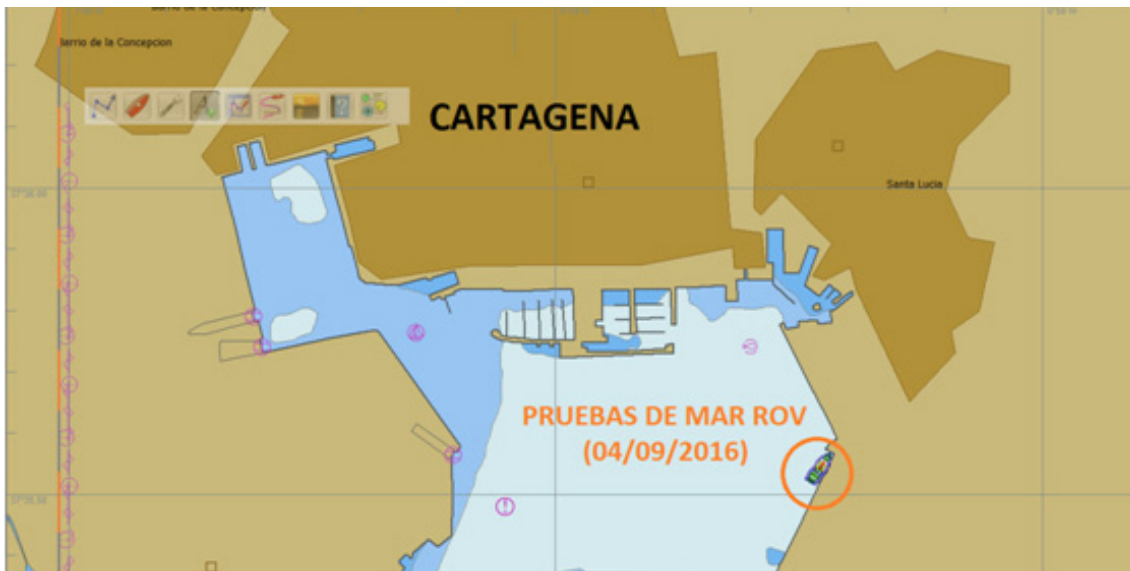 Barrio de la Concepcion
CARTAGENA
Santa Lucia
PRUEBAS DE MAR ROV
(04/09/2016)